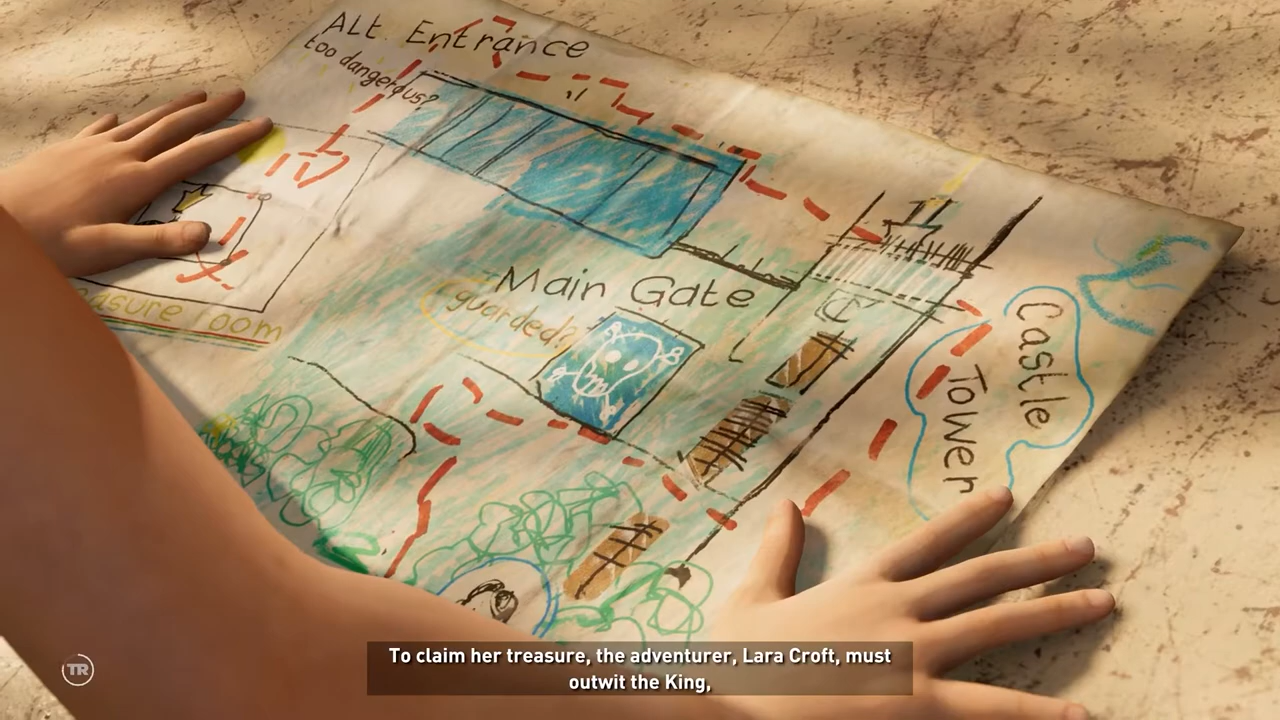 ALt. Entrance
too dangerous?
Main Gate
guarded?
easure room
Castle
Tower
TR
To claim her treasure, the adventurer, Lara Croft, must
outwit the King,